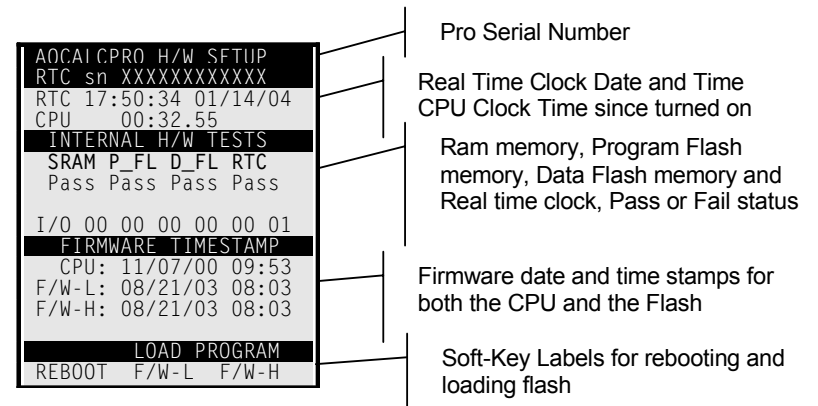 AOCALCPRO H/W SETUP
RTC sn XXXXXXXXXXXX
RTC 17:50:34 01/14/04
CPU 00:32.55
INTERNAL H/W TESTS
SRAM P_FL D_FL RTC
Pass Pass Pass Pass
I/O 00 00 00 00 00 01
FIRMWARE TIMESTAMP
CPU: 11/07/00 09:53
F/W-L: 08/21/03 08:03
F/W-H: 08/21/03 08:03
LOAD PROGRAM
REBOOT F/W-L F/W-H
Pro Serial Number
Real Time Clock Date and Time
CPU Clock Time since turned on
Ram memory, Program Flash
memory, Data Flash memory and
Real time clock, Pass or Fail status
Firmware date and time stamps for
both the CPU and the Flash
Soft-Key Labels for rebooting and
loading flash